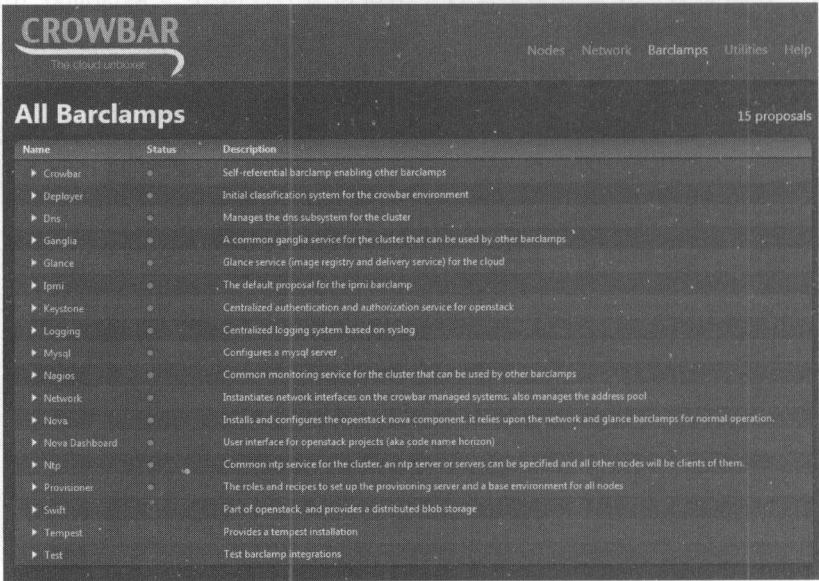 CROWBAR
The cloud unboxer.
Nodes Network Barclamps Utilities Help
All Barclamps
15 proposals
Name Status Description
Crowbar Self-referential barclamp enabling other barclamps
Deployer Initial classification system for the crowbar environment
Dns Manages the dns subsystem for the cluster
Ganglia A common ganglia service for the cluster that can be used by other barclamps
Glance Glance service (image registry and delivery service) for the cloud
Ipmi The default proposal for the ipmi barclamp
Keystone Centralized authentication and authorization service for openstack
Logging Centralized logging system based on syslog
Mysql Configures a mysql server
Nagios Common monitoring service for the cluster that can be used by other barclamps
Network Instantiates network interfaces on the crowbar managed systems. also manages the address pool
Nova Installs and configures the openstack nova component. it relies upon the network and glance barclamps for normal operation.
Nova Dashboard User interface for openstack projects (aka code name horizon)
Ntp Common ntp service for the cluster. an ntp server or servers can be specified and all other nodes will be clients of them.
Provisioner The roles and recipes to set up the provisioning server and a base environment for all nodes
Swift Part of openstack, and provides a distributed blob storage
Tempest Provides a tempest installation
Test Test barclamp integrations